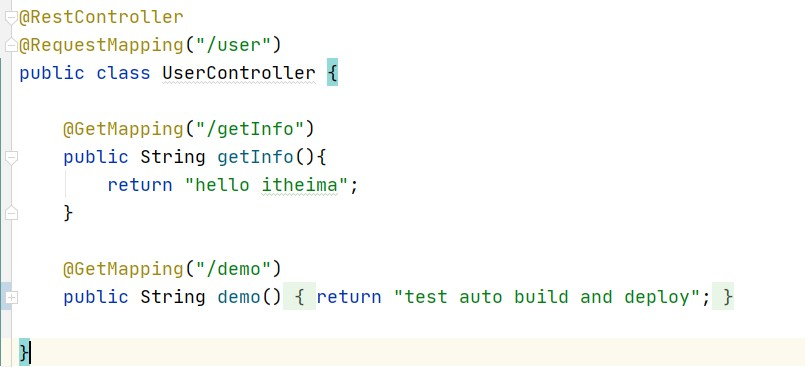 @RestController
@RequestMapping("/user")
public class UserController {
@GetMapping("/getInfo")
public String getInfo(){
return "hello itheima";
}
@GetMapping("/demo")
public String demo() { return "test auto build and deploy"; }
}